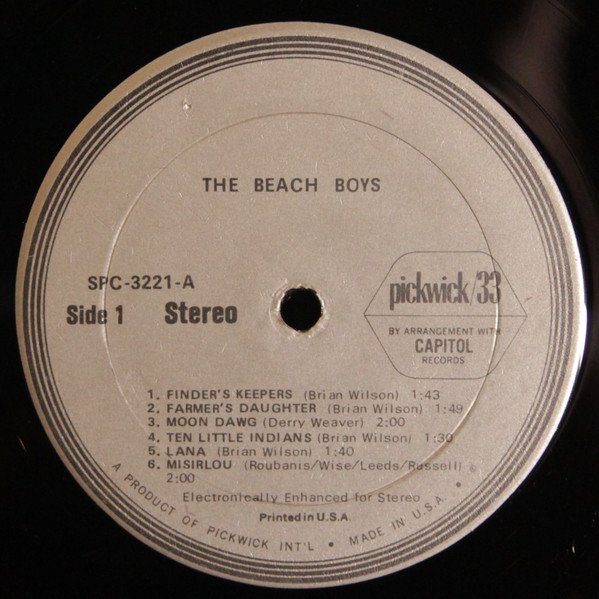 THE BEACH BOYS
SPC-3221-A
Side 1 Stereo
pickwick/33
BY ARRANGEMENT WITH
CAPITOL
RECORDS
1. FINDER'S KEEPERS (Brian Wilson) 1:43
2. FARMER'S DAUGHTER (Brian Wilson) 1:49
3. MOON DAWG (Derry Weaver) 2:00
4. TEN LITTLE INDIANS (Brian Wilson) 1:30
5. LANA (Brian Wilson) 1:40
6. MISIRLOU (Roubanis/Wise/Leeds/Russell)
2:00
Electronically Enhanced for Stereo
Printed in U.S.A.
A PRODUCT OF PICKWICK INT'L • MADE IN U.S.A. •